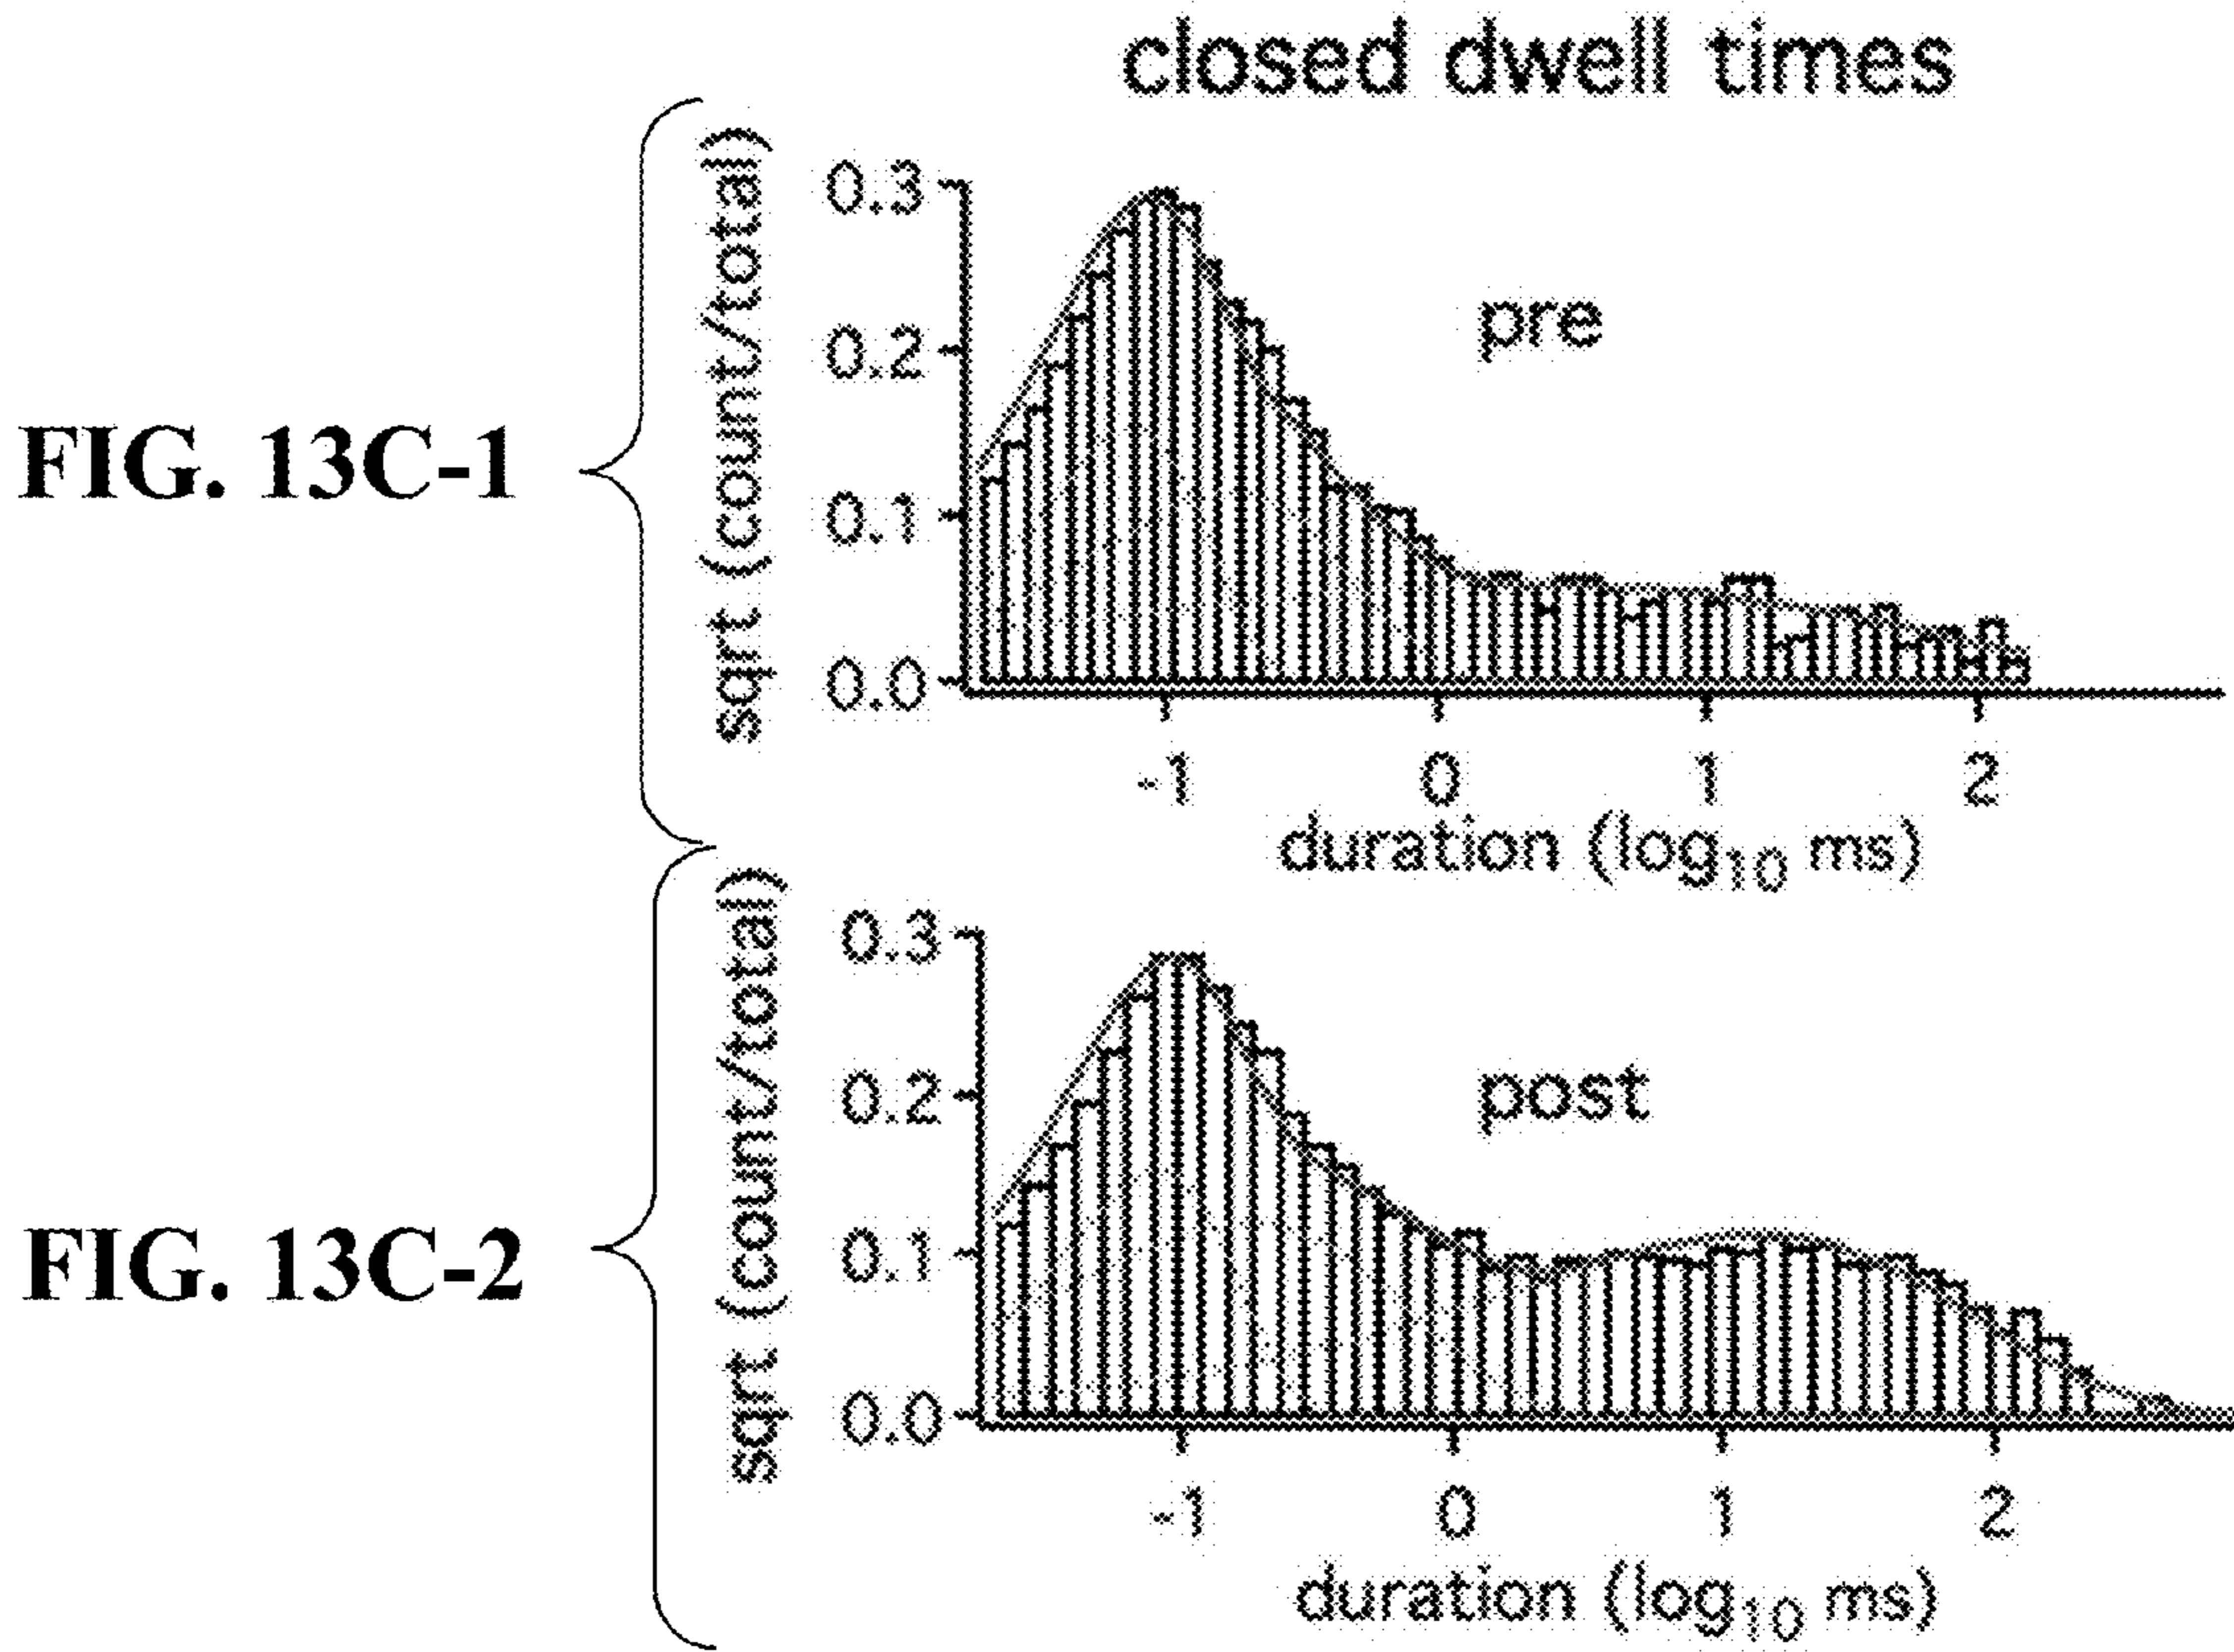 closed dwell times
FIG. 13C-1
sqrt (count/total)
0.3
0.2
0.1
0.0
pre
-1 0 1 2
duration (log10 ms)
FIG. 13C-2
sqrt (count/total)
0.3
0.2
0.1
0.0
post
-1 0 1 2
duration (log10 ms)